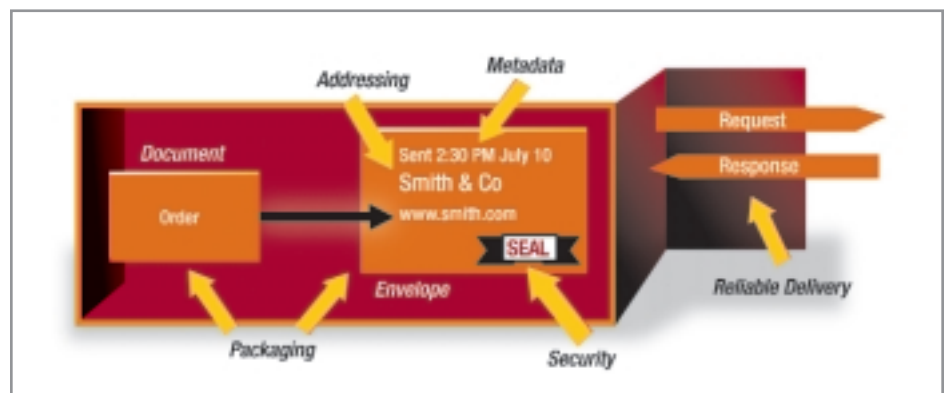 Addressing
Metadata
Document
Sent 2:30 PM July 10
Smith & Co
www.smith.com
Order
SEAL
Envelope
Packaging
Security
Request
Response
Reliable Delivery